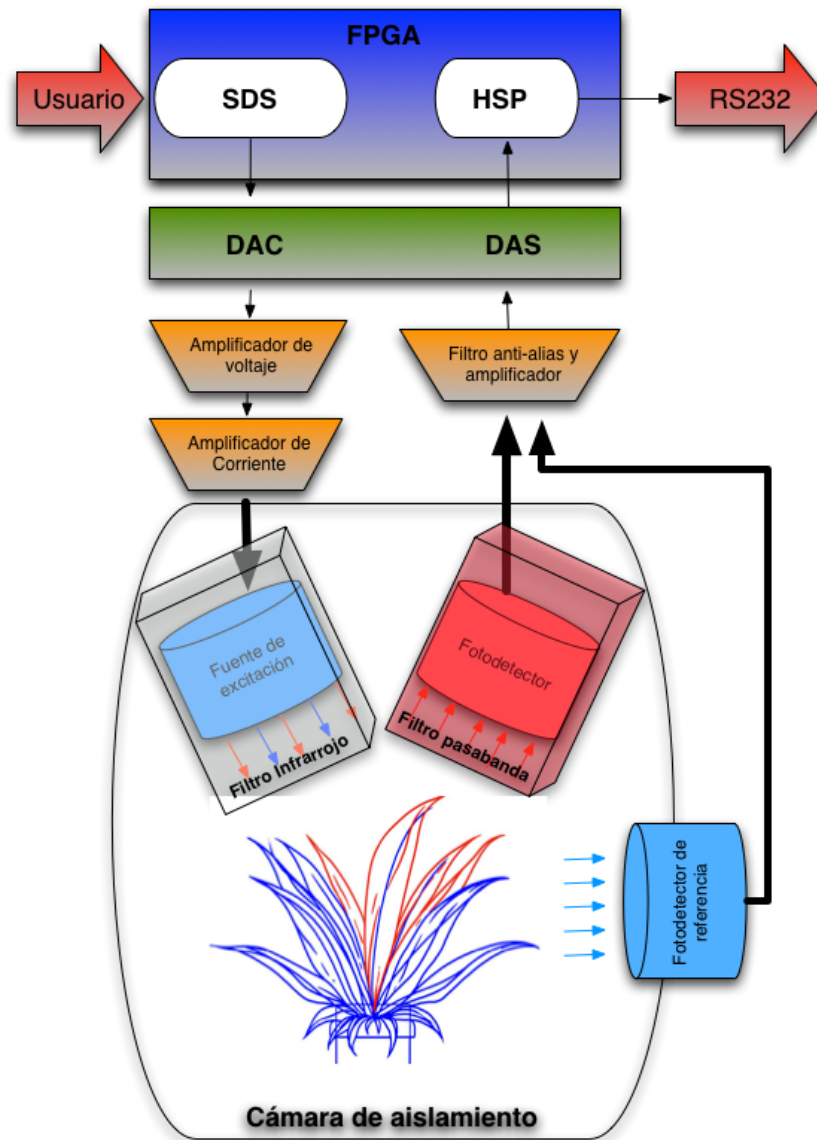 FPGA
Usuario
SDS
HSP
RS232
DAC
DAS
Amplificador de
voltaje
Filtro anti-alias y
amplificador
Amplificador de
Corriente
Fuente de
excitación
Filtro Infrarrojo
Fotodetector
Filtro pasabanda
Fotodetector de
referencia
Cámara de aislamiento